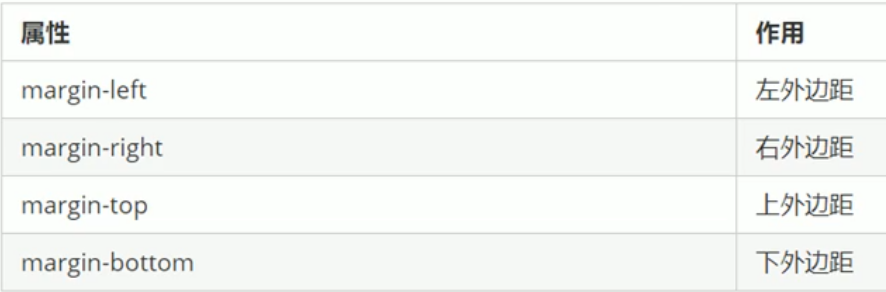 属性 作用
margin-left 左外边距
margin-right 右外边距
margin-top 上外边距
margin-bottom 下外边距